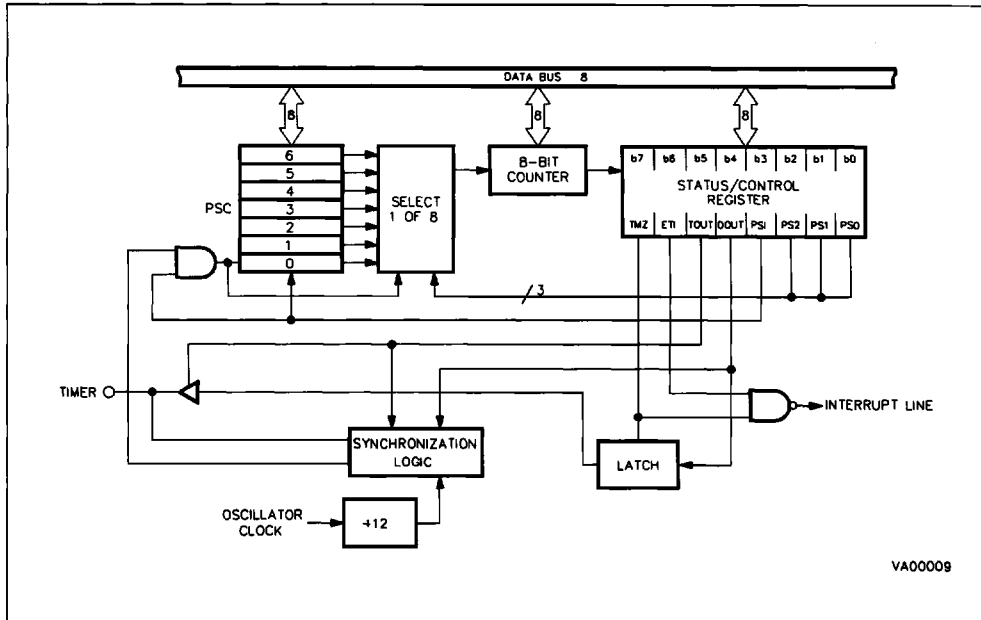 DATA BUS 8
8
8
8
6
5
4
3
2
1
0
PSC
SELECT
1 OF 8
8-BIT
COUNTER
b7 b6 b5 b4 b3 b2 b1 b0
STATUS/CONTROL
REGISTER
TMZ ETI TOUT DOUT PSI PS2 PS1 PS0
3
TIMER
SYNCHRONIZATION
LOGIC
LATCH
INTERRUPT LINE
OSCILLATOR
CLOCK
÷12
VA00009